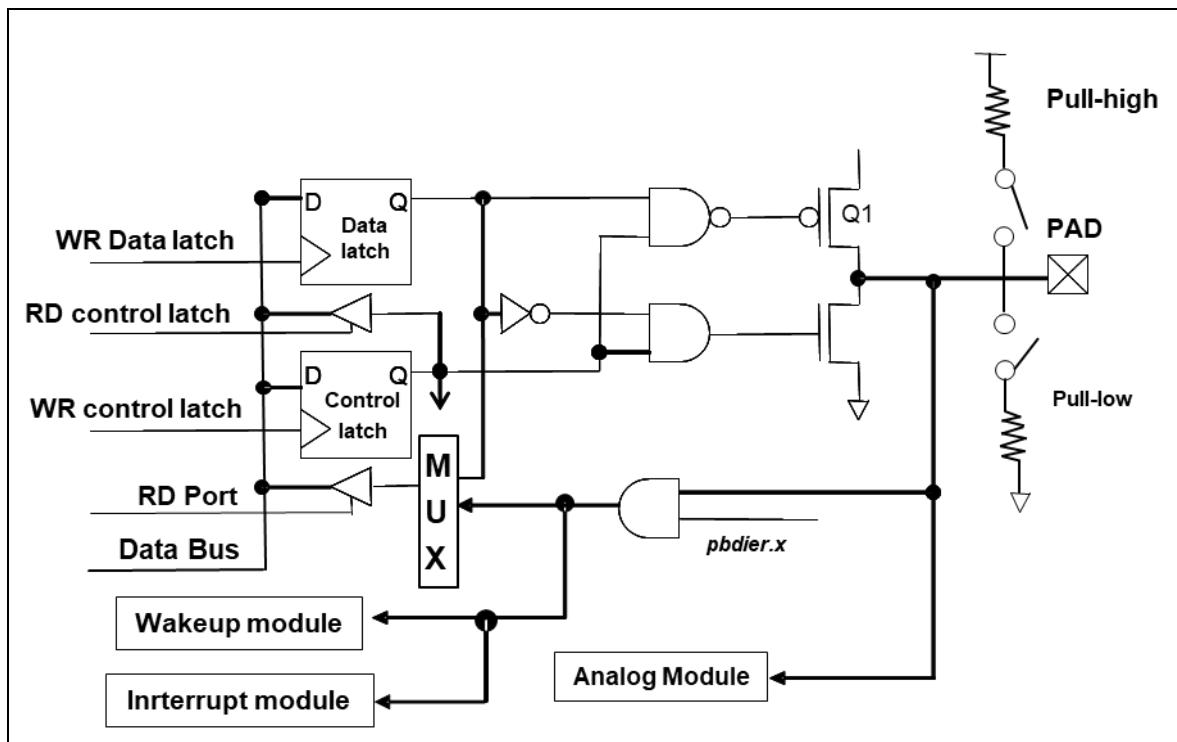 Pull-high
D Q
Data
latch
Q1
WR Data latch
PAD
RD control latch
D Q
Control
latch
WR control latch
Pull-low
M
U
X
RD Port
pbdier.x
Data Bus
Wakeup module
Analog Module
Inrterrupt module